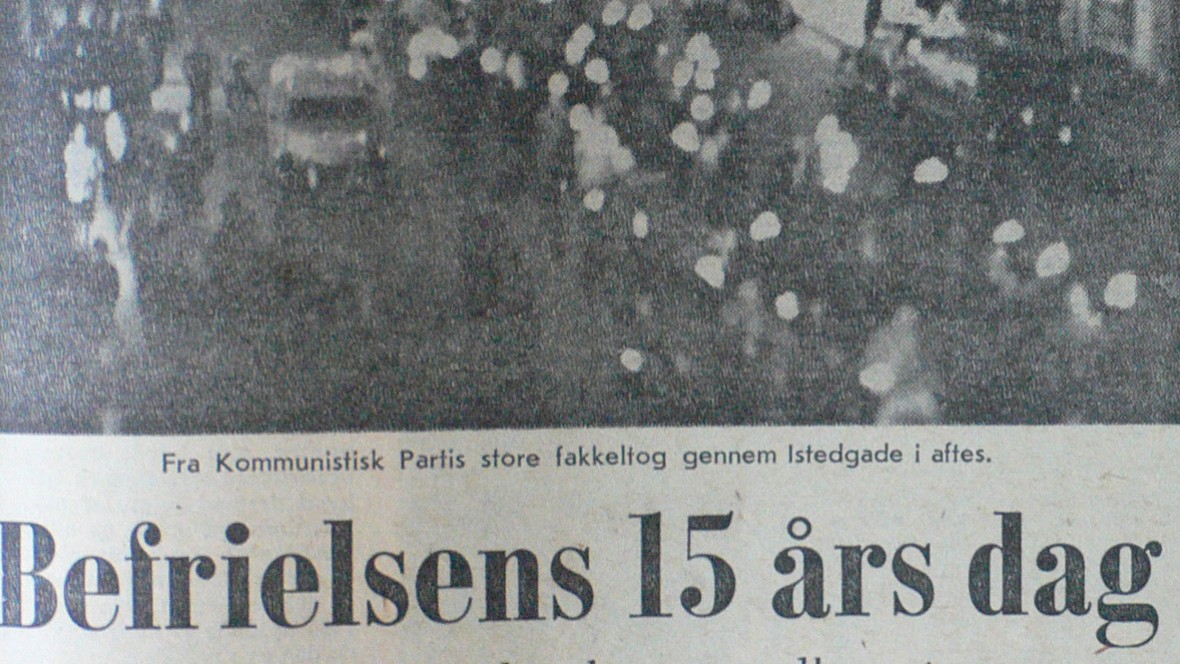 Fra Kommunistisk Partis store fakkeltog gennem Istedgade i aftes.
Befrielsens 15 års dag